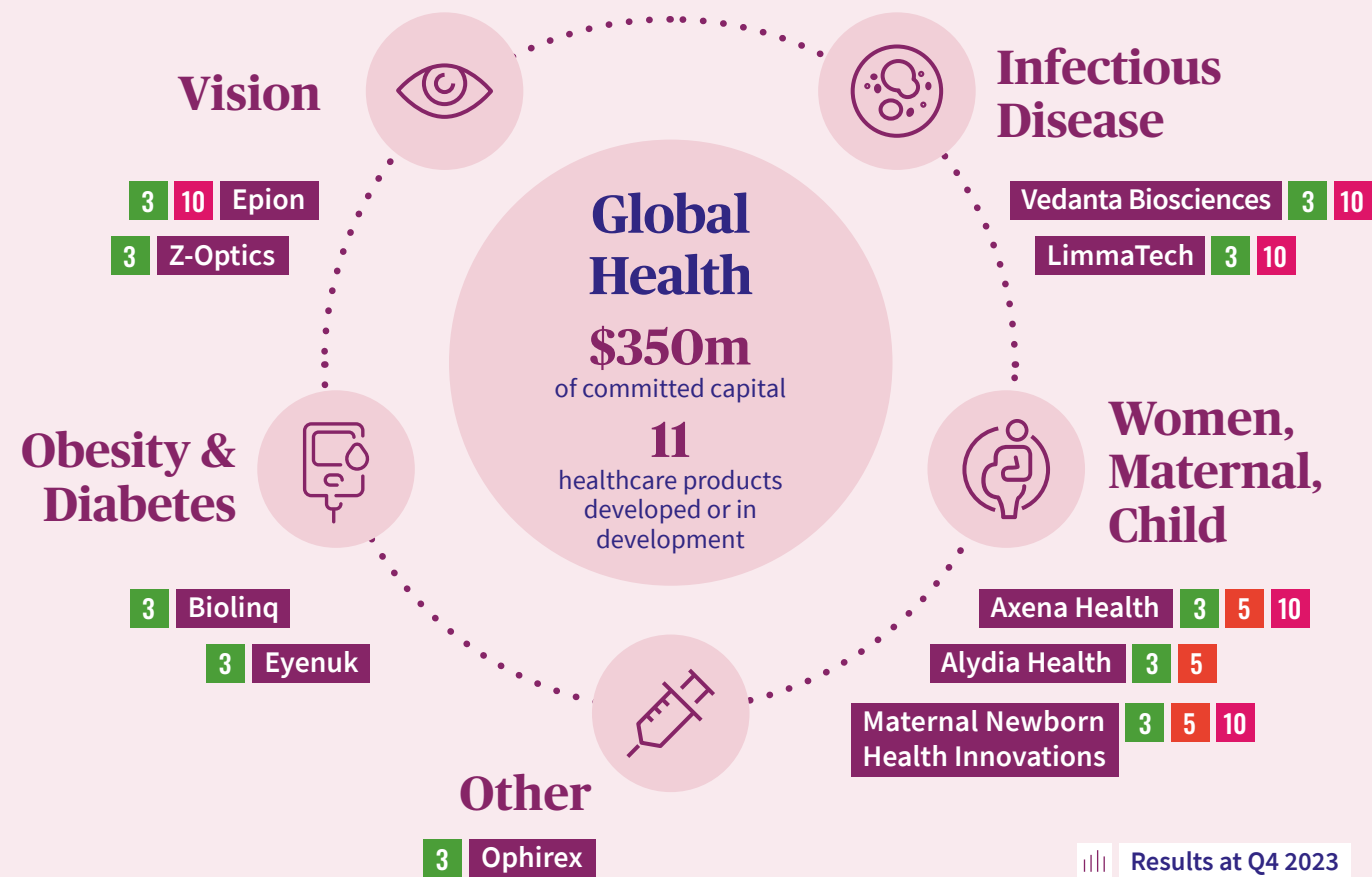 Vision
3 10 Epion
3 Z-Optics
Infectious
Disease
Vedanta Biosciences 3 10
LimmaTech 3 10
Global
Health
$350m
of committed capital
11
healthcare products
developed or in
development
Obesity &
Diabetes
3 Biolinq
3 Eyenuk
Women,
Maternal,
Child
Axena Health 3 5 10
Alydia Health 3 5
Maternal Newborn
Health Innovations
3 5 10
Other
3 Ophirex
Results at Q4 2023